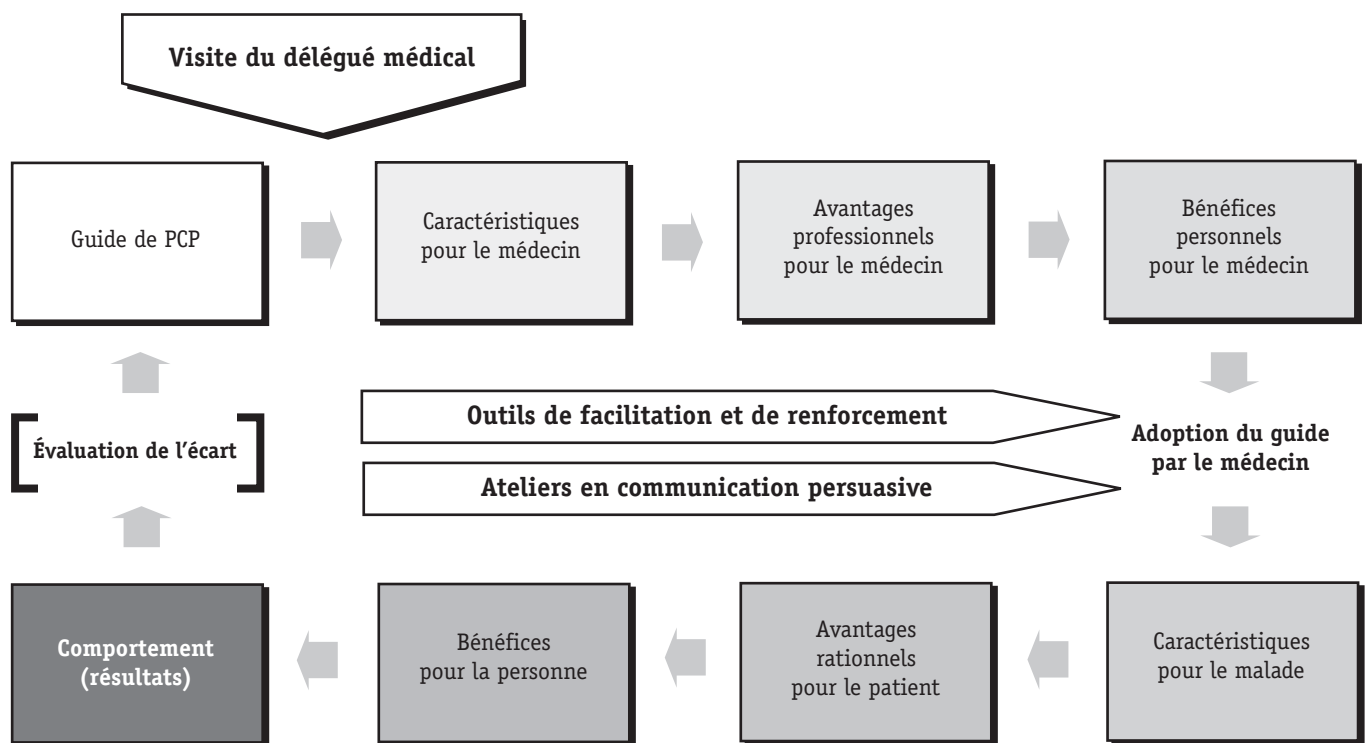 Visite du délégué médical
Guide de PCP
Caractéristiques
pour le médecin
Avantages
professionnels
pour le médecin
Bénéfices
personnels
pour le médecin
Outils de facilitation et de renforcement
Ateliers en communication persuasive
Adoption du guide
par le médecin
Évaluation de l'écart
Caractéristiques
pour le malade
Avantages
rationnels
pour le patient
Bénéfices
pour la personne
Comportement
(résultats)